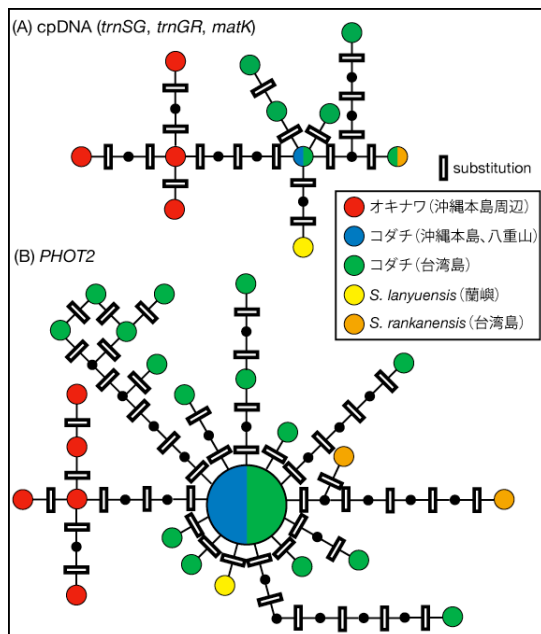 (A) cpDNA (trnSG, trnGR, matK)
substitution
オキナワ（沖縄本島周辺）
コダチ（沖縄本島、八重山）
コダチ（台湾島）
S. lanyuensis（蘭嶼）
S. rankanensis（台湾島）
(B) PHOT2